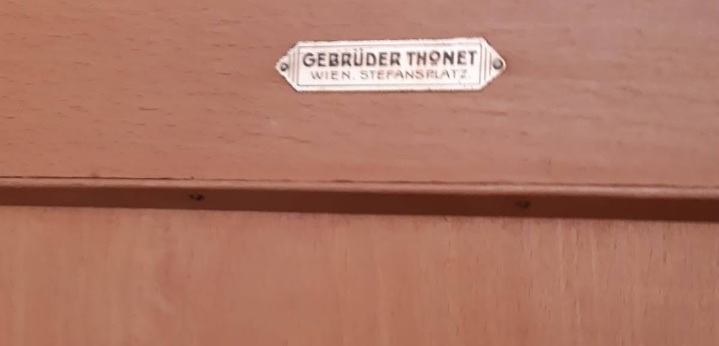 GEBRÜDER THONET
WIEN. STEFANSPLATZ